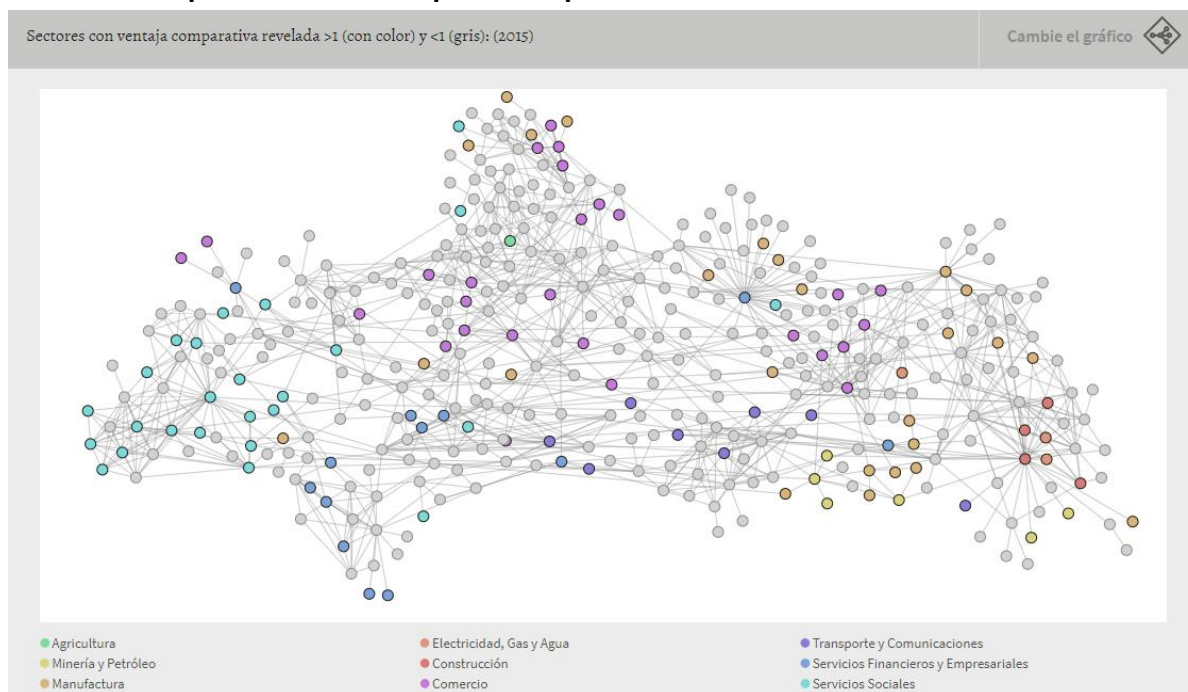 Sectores con ventaja comparativa revelada >1 (con color) y <1 (gris): (2015)
Cambie el gráfico
Agricultura
Electricidad, Gas y Agua
Transporte y Comunicaciones
Minería y Petróleo
Construcción
Servicios Financieros y Empresariales
Manufactura
Comercio
Servicios Sociales